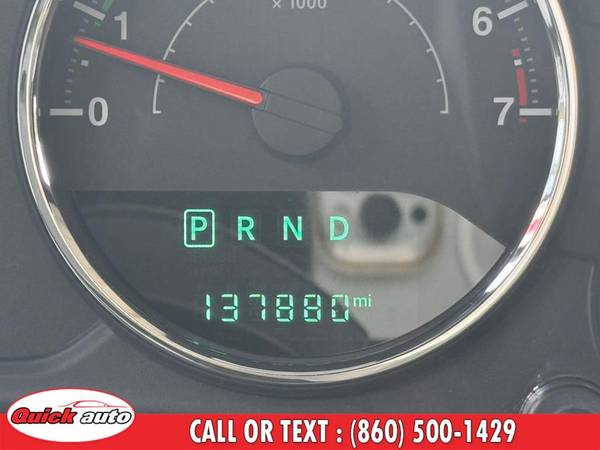 × 1000
1 6
0 7
P R N D
137880 mi
Quick auto
CALL OR TEXT : (860) 500-1429